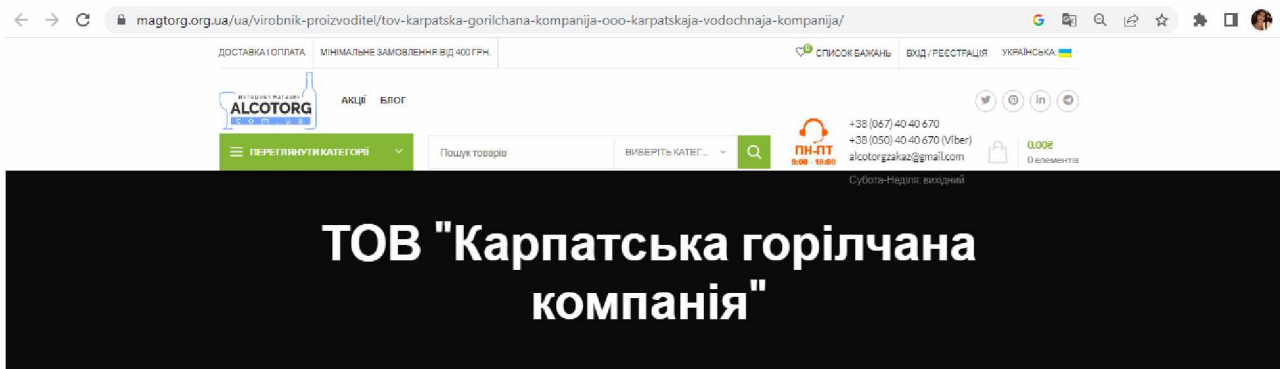 magtorg.org.ua/ua/virobnik-proizvoditel/tov-karpatska-gorilchana-kompanija-ooo-karpatskaja-vodochnaja-kompanija/
ДОСТАВКА І ОПЛАТА МІНІМАЛЬНЕ ЗАМОВЛЕННЯ ВІД 400 ГРН. 0 СПИСОК БАЖАНЬ ВХІД / РЕЄСТРАЦІЯ УКРАЇНСЬКА
ИНТЕРНЕТ МАГАЗИН
ALCOTORG
com.ua
АКЦІЇ БЛОГ
+38 (067) 40 40 670
+38 (050) 40 40 670 (Viber)
alcotorgzakaz@gmail.com
Субота-Неділя: вихідний
ПН-ПТ
9:00 - 18:00
ПЕРЕГЛЯНУТИ КАТЕГОРІЇ
Пошук товарів
ВИБЕРІТЬ КАТЕГ...
0.00₴
0 елементів
ТОВ "Карпатська горілчана
компанія"